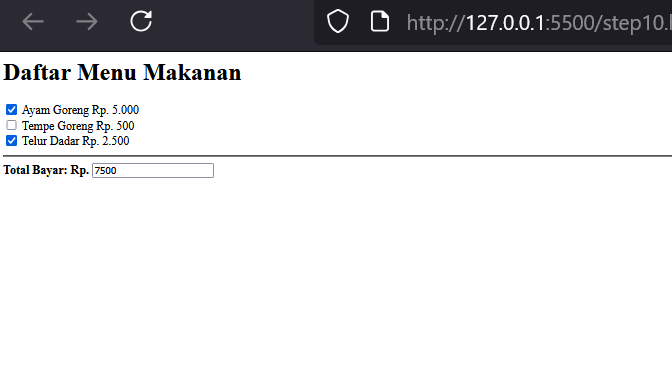 http://127.0.0.1:5500/step10.
Daftar Menu Makanan
Ayam Goreng Rp. 5.000
Tempe Goreng Rp. 500
Telur Dadar Rp. 2.500
Total Bayar: Rp. 7500